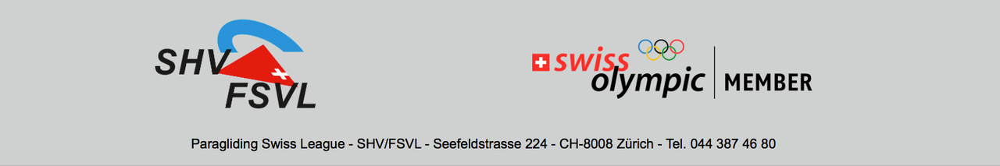 SHV
FSVL
swiss
olympic
MEMBER
Paragliding Swiss League - SHV/FSVL - Seefeldstrasse 224 - CH-8008 Zürich - Tel. 044 387 46 80